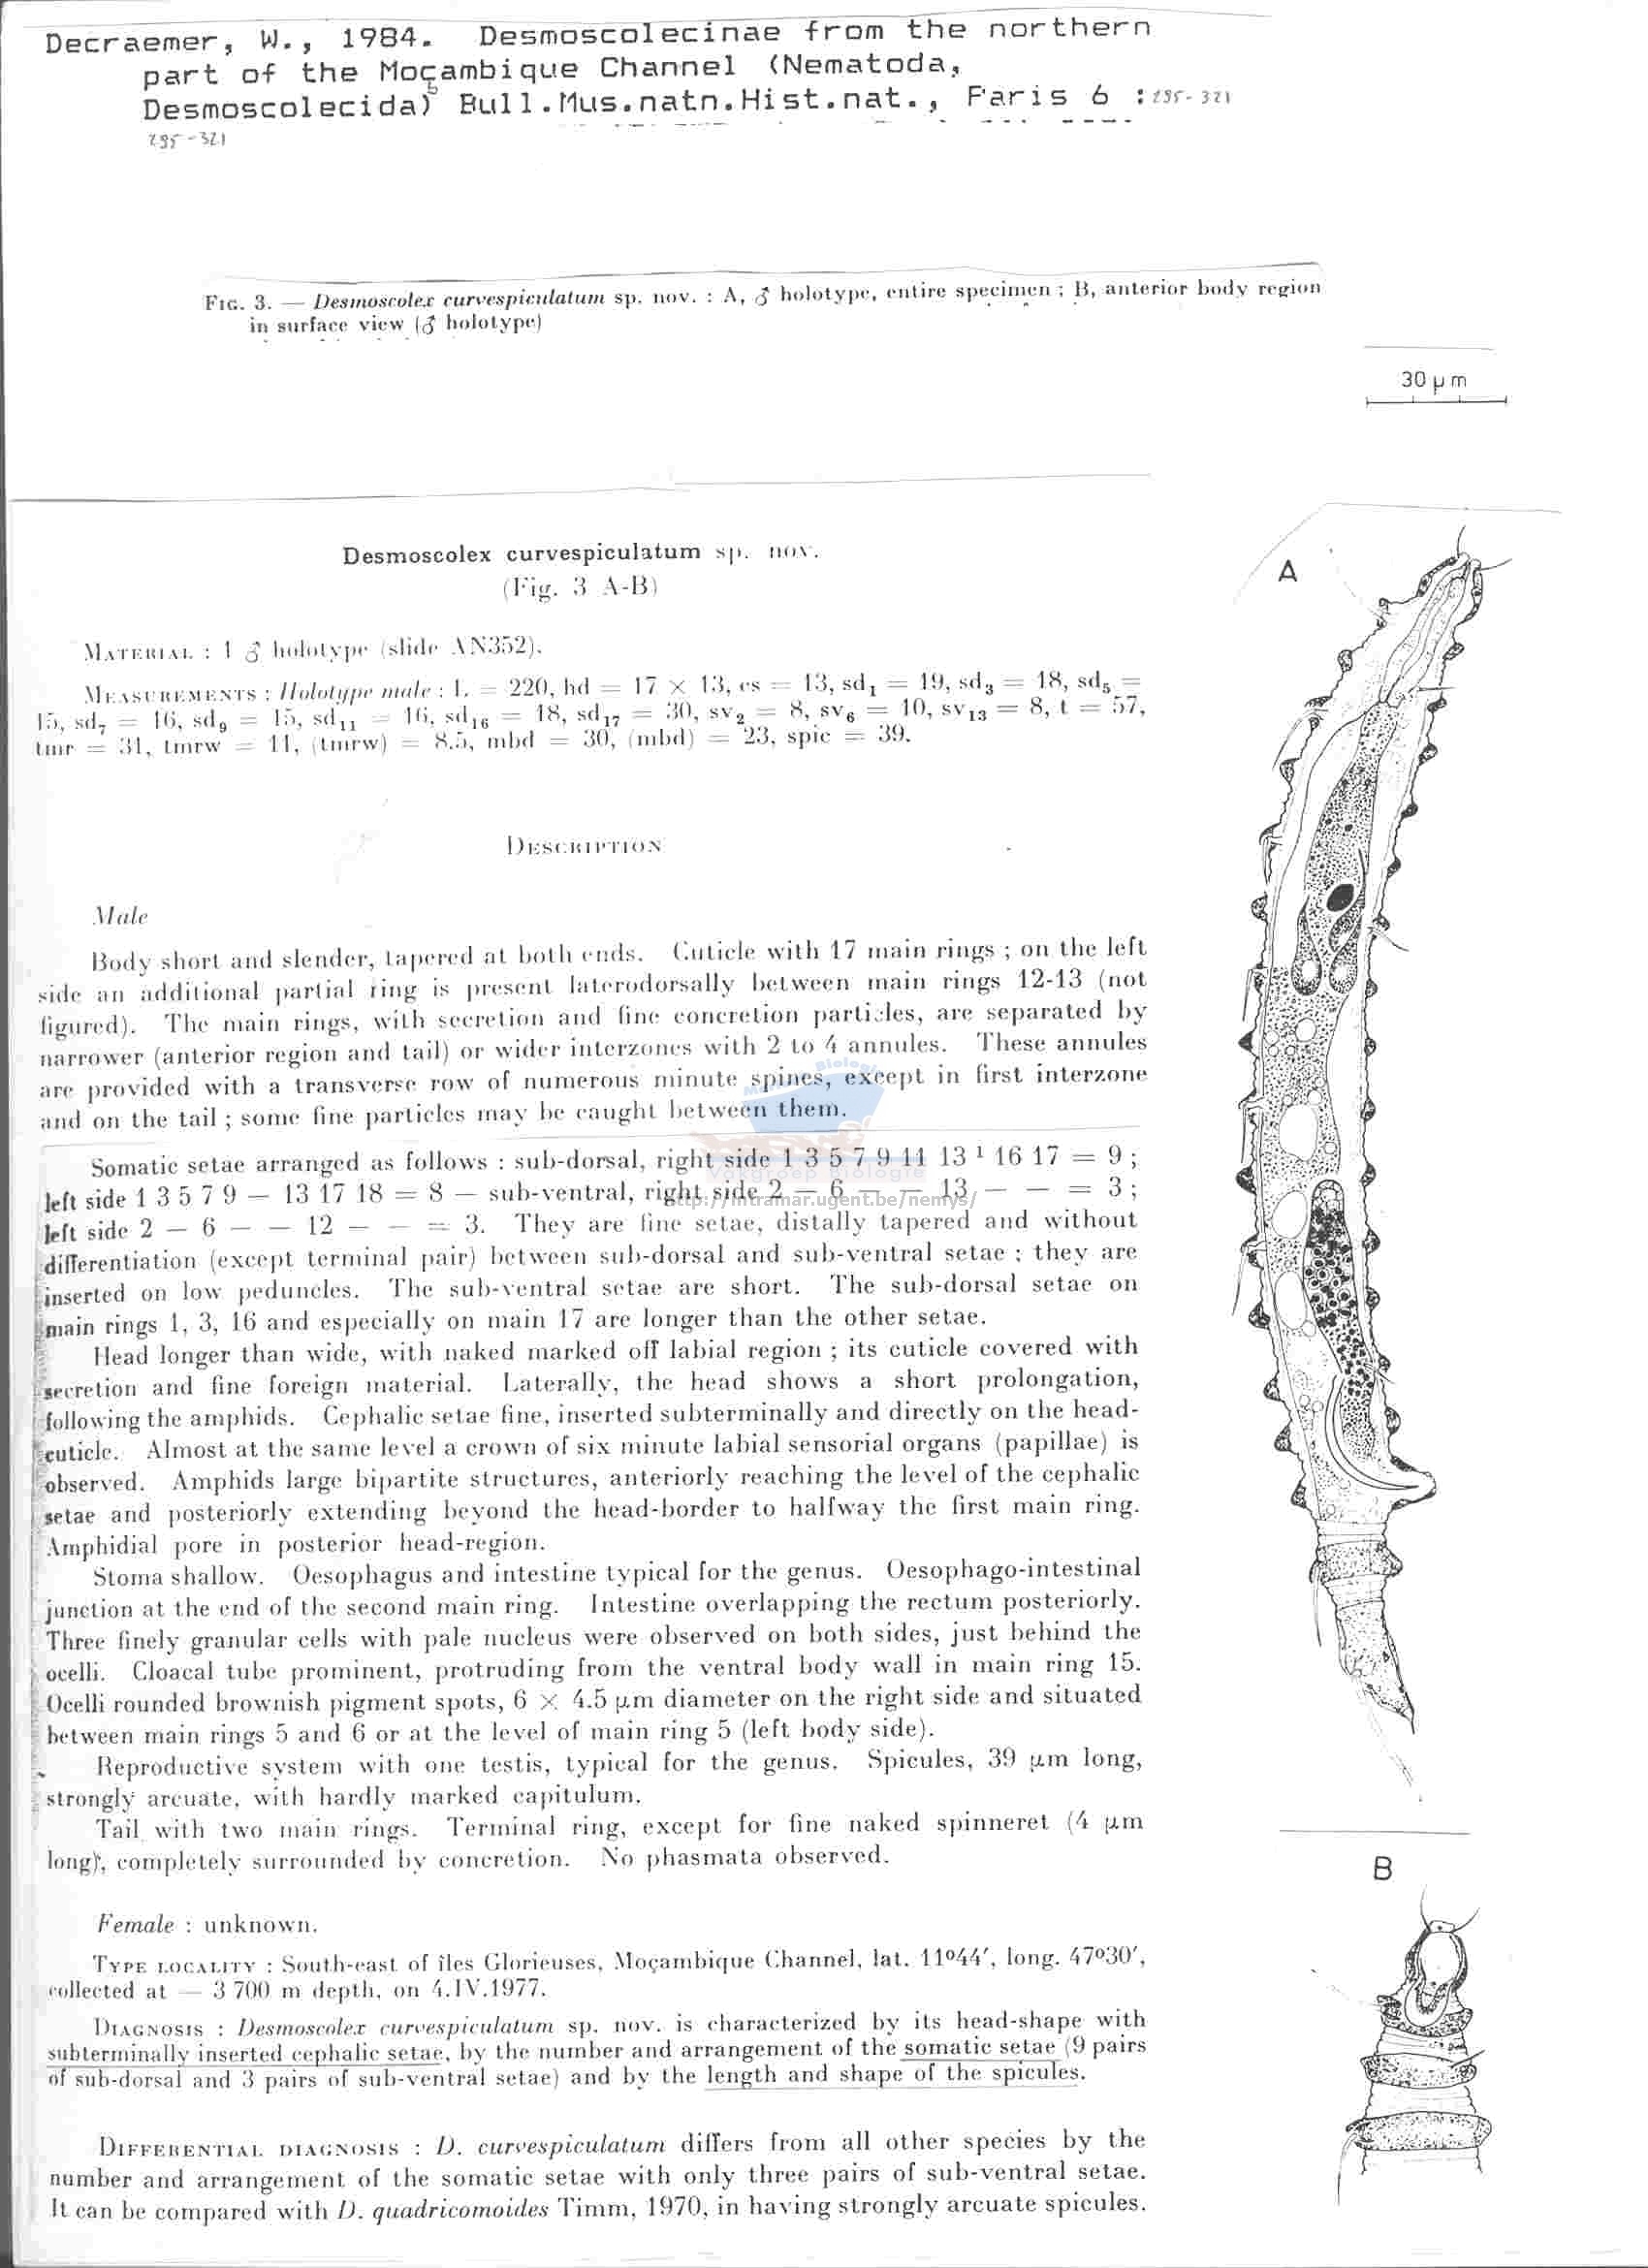 Decraemer, W., 1984. Desmoscolecinae from the northern
part of the Moçambique Channel (Nematoda,
Desmoscolecida) Bull.Mus.natn.Hist.nat., Paris 6 : 295-321
295-321
Fig. 3. — Desmoscolex curvespiculatum sp. nov. : A, ♂ holotype, entire specimen ; B, anterior body region
in surface view (♂ holotype)
30 µm
Desmoscolex curvespiculatum sp. nov.
(Fig. 3 A-B)
A
Material : 1 ♂ holotype (slide AN352).
Measurements : Holotype male : L = 220, hd = 17 × 13, cs = 13, sd₁ = 19, sd₃ = 18, sd₅ =
15, sd₇ = 16, sd₉ = 15, sd₁₁ = 16, sd₁₆ = 18, sd₁₇ = 30, sv₂ = 8, sv₆ = 10, sv₁₃ = 8, t = 57,
tmr = 31, tmrw = 11, (tmrw) = 8.5, mbd = 30, (mbd) = 23, spic = 39.
Description
Male
Body short and slender, tapered at both ends. Cuticle with 17 main rings ; on the left
side an additional partial ring is present laterodorsally between main rings 12-13 (not
figured). The main rings, with secretion and fine concretion particles, are separated by
narrower (anterior region and tail) or wider interzones with 2 to 4 annules. These annules
are provided with a transverse row of numerous minute spines, except in first interzone
and on the tail ; some fine particles may be caught between them.
Somatic setae arranged as follows : sub-dorsal, right side 1 3 5 7 9 11 13 ¹ 16 17 = 9 ;
Vakgroep Biologie
left side 1 3 5 7 9 — 13 17 18 = 8 — sub-ventral, right side 2 — 6 — — 13 — — = 3 ;
http://intramar.ugent.be/nemys/
left side 2 — 6 — — 12 — — = 3. They are fine setae, distally tapered and without
differentiation (except terminal pair) between sub-dorsal and sub-ventral setae ; they are
inserted on low peduncles. The sub-ventral setae are short. The sub-dorsal setae on
main rings 1, 3, 16 and especially on main 17 are longer than the other setae.
Head longer than wide, with naked marked off labial region ; its cuticle covered with
secretion and fine foreign material. Laterally, the head shows a short prolongation,
following the amphids. Cephalic setae fine, inserted subterminally and directly on the head-
cuticle. Almost at the same level a crown of six minute labial sensorial organs (papillae) is
observed. Amphids large bipartite structures, anteriorly reaching the level of the cephalic
setae and posteriorly extending beyond the head-border to halfway the first main ring.
Amphidial pore in posterior head-region.
Stoma shallow. Oesophagus and intestine typical for the genus. Oesophago-intestinal
junction at the end of the second main ring. Intestine overlapping the rectum posteriorly.
Three finely granular cells with pale nucleus were observed on both sides, just behind the
ocelli. Cloacal tube prominent, protruding from the ventral body wall in main ring 15.
Ocelli rounded brownish pigment spots, 6 × 4.5 µm diameter on the right side and situated
between main rings 5 and 6 or at the level of main ring 5 (left body side).
Reproductive system with one testis, typical for the genus. Spicules, 39 µm long,
strongly arcuate, with hardly marked capitulum.
Tail with two main rings. Terminal ring, except for fine naked spinneret (4 µm
long), completely surrounded by concretion. No phasmata observed.
B
Female : unknown.
Type locality : South-east of îles Glorieuses, Moçambique Channel, lat. 11°44′, long. 47°30′,
collected at — 3 700 m depth, on 4.IV.1977.
Diagnosis : Desmoscolex curvespiculatum sp. nov. is characterized by its head-shape with
subterminally inserted cephalic setae, by the number and arrangement of the somatic setae (9 pairs
of sub-dorsal and 3 pairs of sub-ventral setae) and by the length and shape of the spicules.
Differential diagnosis : D. curvespiculatum differs from all other species by the
number and arrangement of the somatic setae with only three pairs of sub-ventral setae.
It can be compared with D. quadricomoides Timm, 1970, in having strongly arcuate spicules.